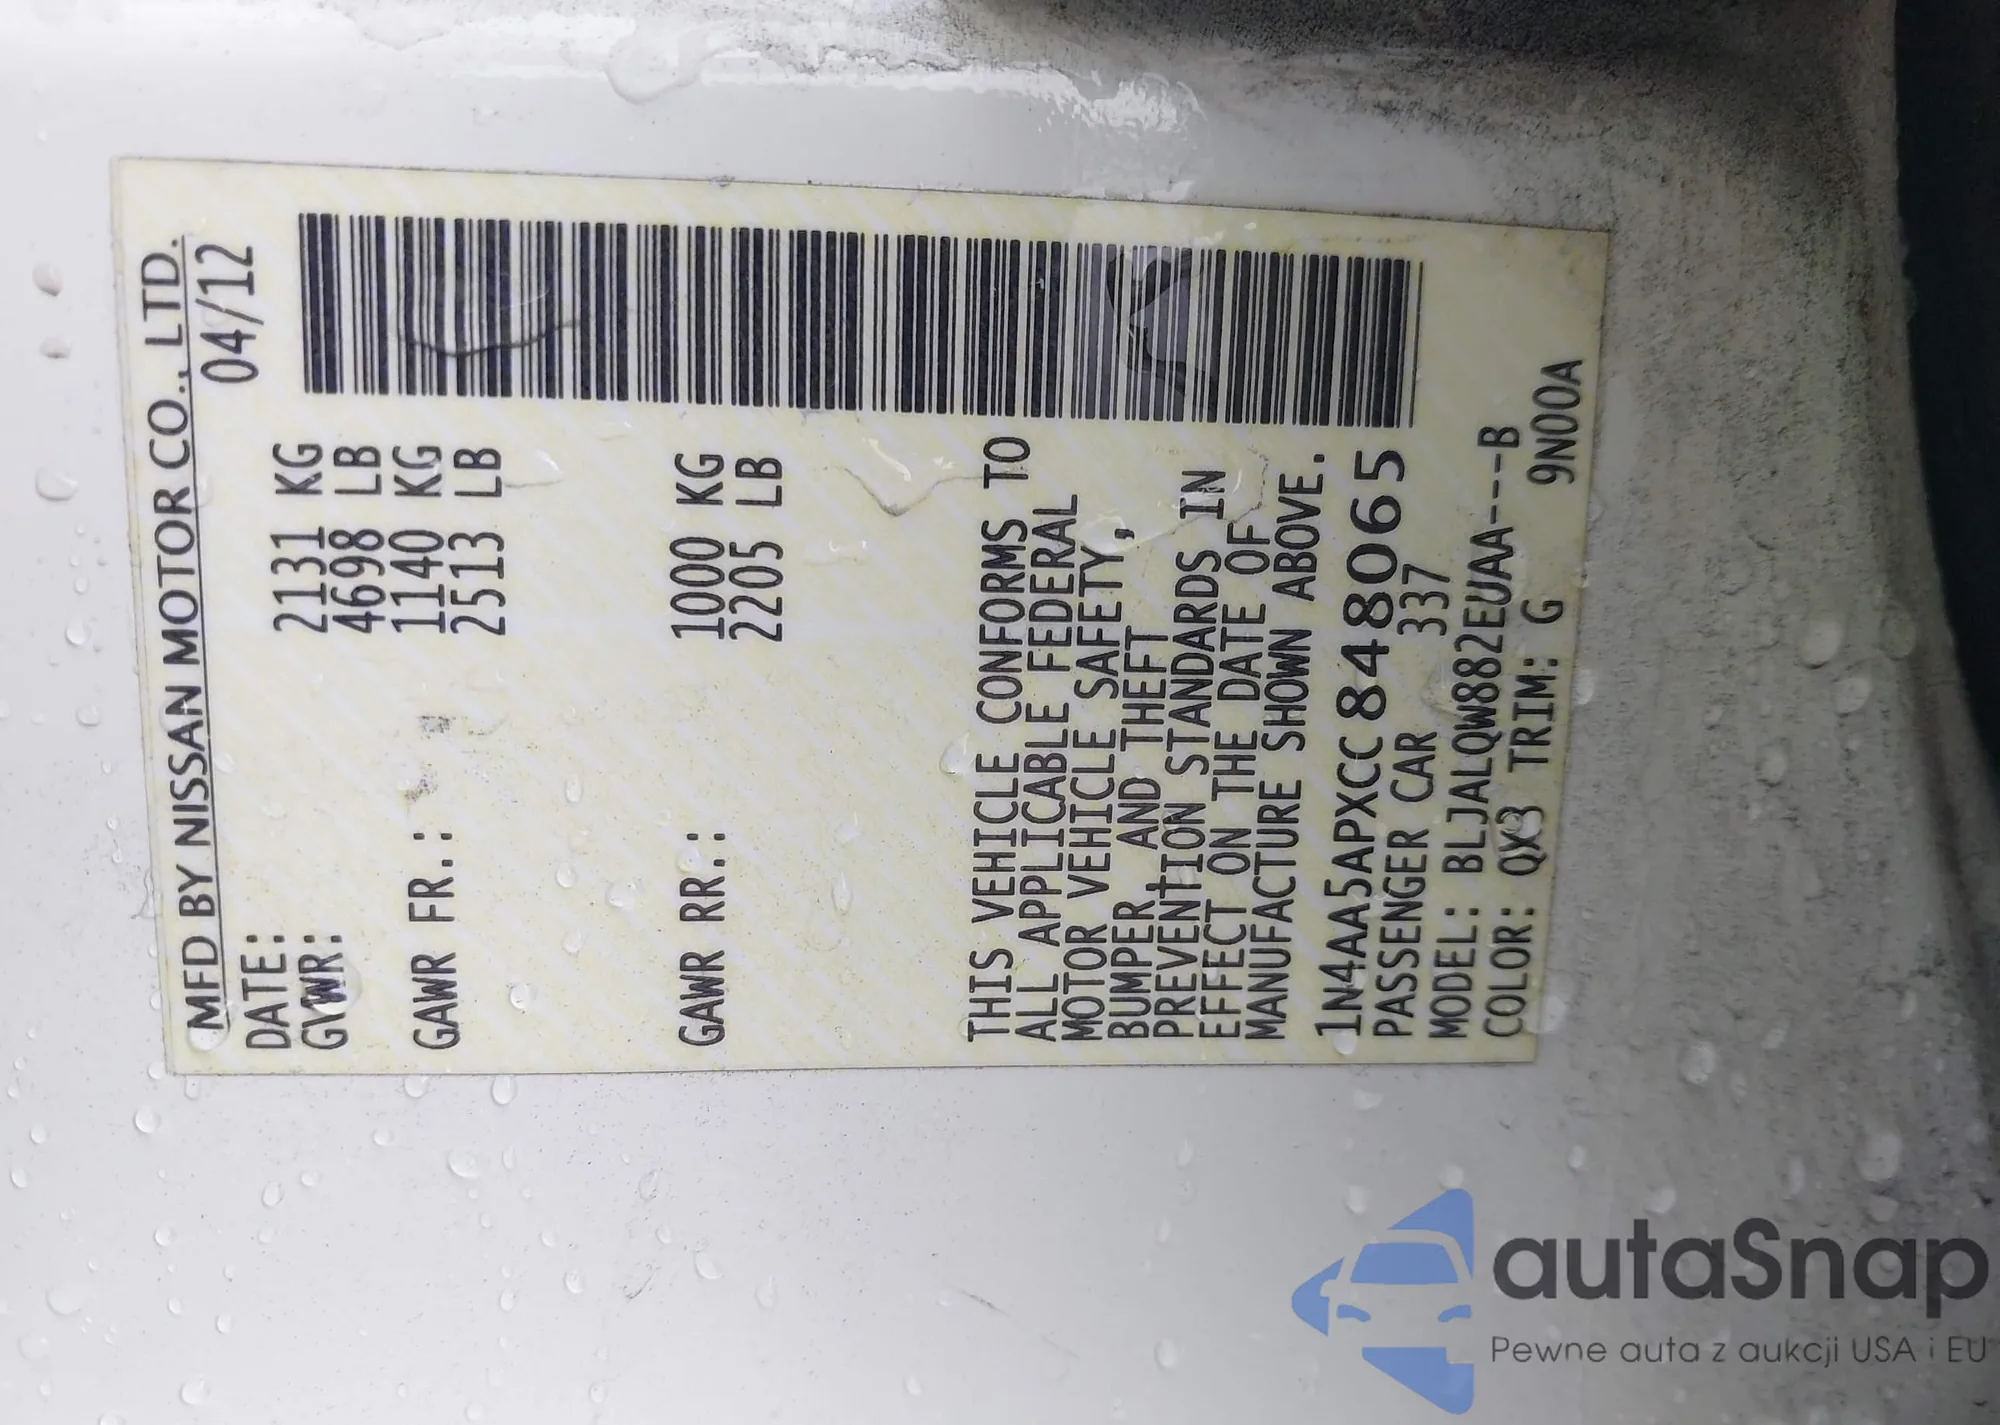 MFD BY NISSAN MOTOR CO., LTD.
DATE: 04/12
GVWR: 2131 KG
4698 LB
GAWR FR.: 1140 KG
2513 LB
GAWR RR.: 1000 KG
2205 LB
THIS VEHICLE CONFORMS TO
ALL APPLICABLE FEDERAL
MOTOR VEHICLE SAFETY,
BUMPER AND THEFT
PREVENTION STANDARDS IN
EFFECT ON THE DATE OF
MANUFACTURE SHOWN ABOVE.
1N4AA5APXCC848065
PASSENGER CAR 337
MODEL: BLJALQW882EUAA---B
COLOR: QX3 TRIM: G 9N00A
autaSnap
Pewne auta z aukcji USA i EU